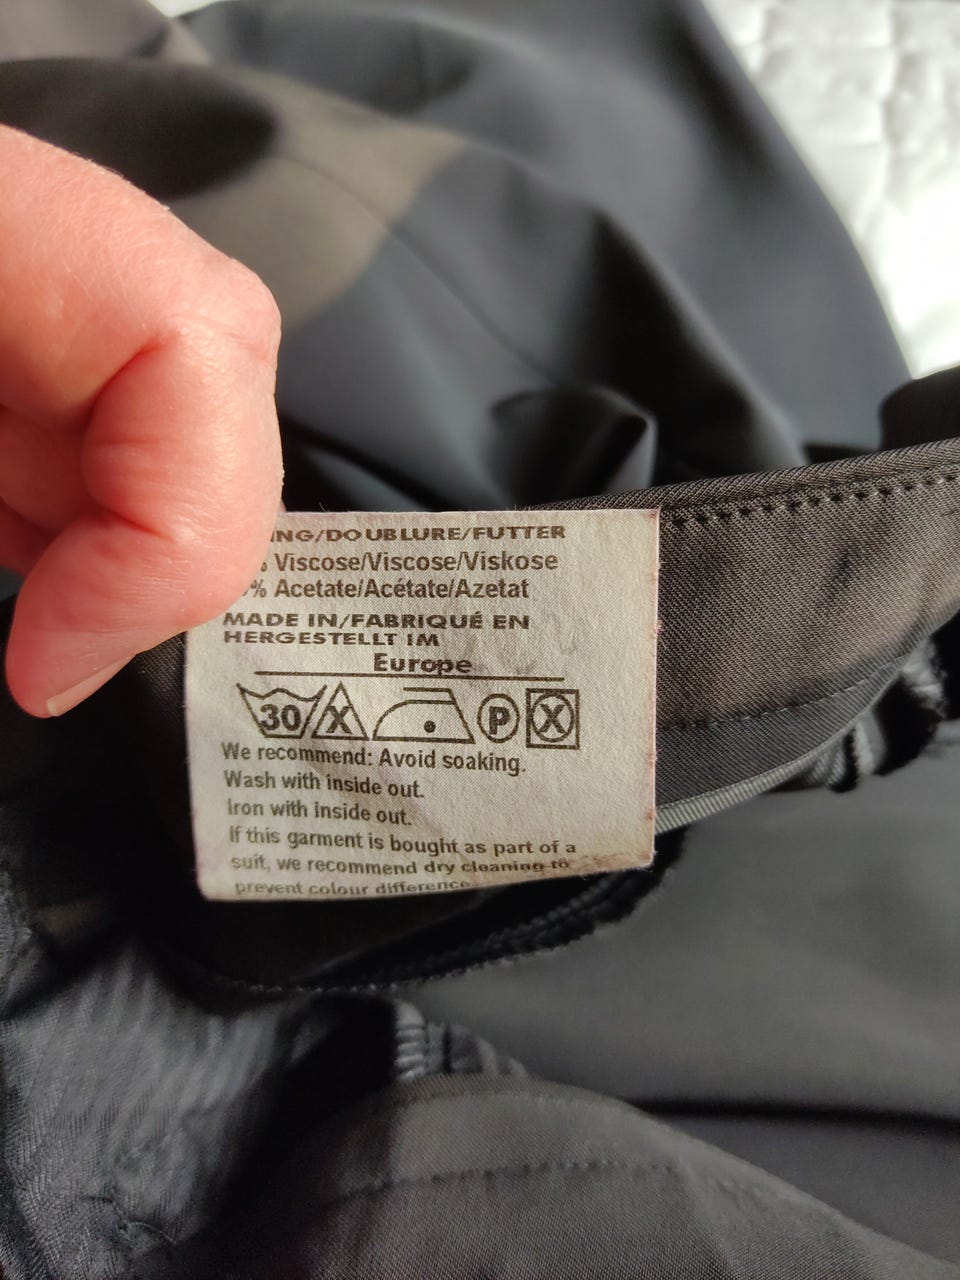 NG/DOUBLURE/FUTTER
Viscose/Viscose/Viskose
% Acetate/Acétate/Azetat
MADE IN/FABRIQUÉ EN
HERGESTELLT IM
Europe
30 X P X
We recommend: Avoid soaking.
Wash with inside out.
Iron with inside out.
If this garment is bought as part of a
suit, we recommend dry cleaning to
prevent colour difference